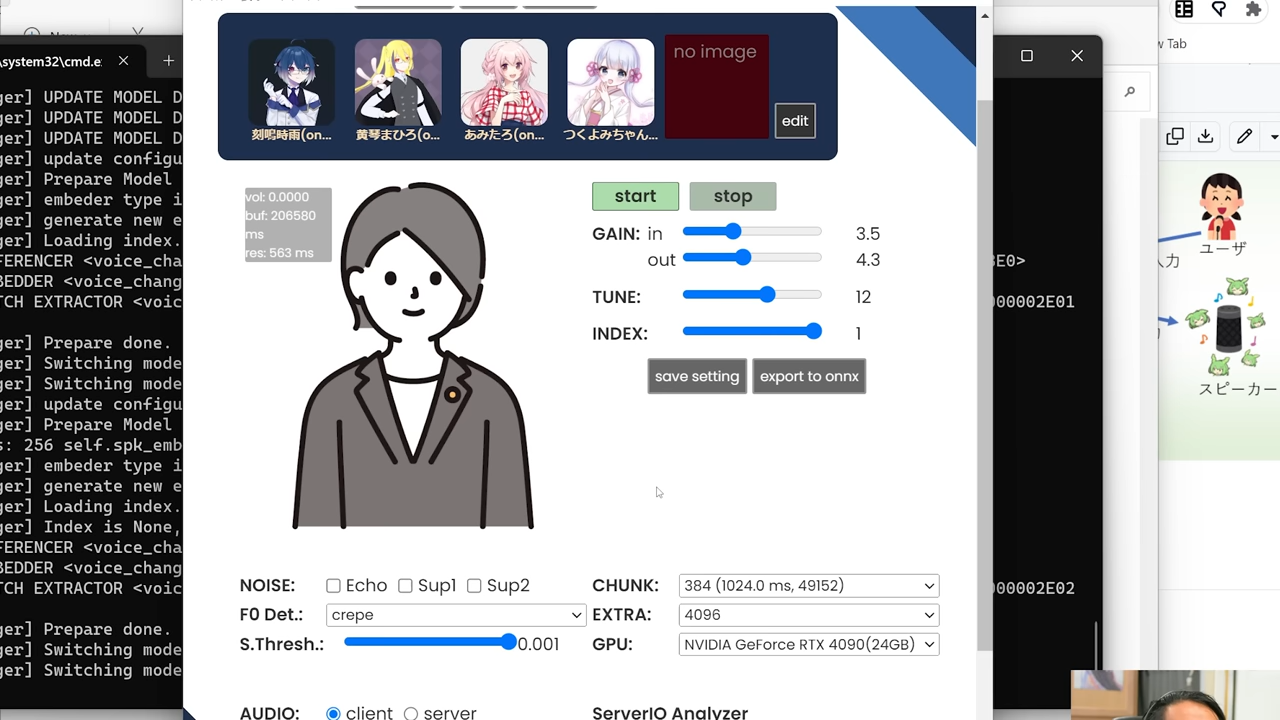 w Tab
\system32\cmd.e:
no image
刻鳴時雨(on...
黄琴まひろ(o...
あみたろ(on...
つくよみちゃん...
edit
ger] UPDATE MODEL D
ger] UPDATE MODEL D
ger] UPDATE MODEL D
ger] update configu
ger] Prepare Model
ger] embeder type i
ger] generate new e
ger] Loading index.
FERENCER <voice_cha
BEDDER <voice_chang
TCH EXTRACTOR <voic
ger] Prepare done.
ger] Switching mode
ger] Switching mode
ger] update configu
ger] Prepare Model
s: 256 self.spk_emb
ger] embeder type i
ger] generate new e
ger] Loading index.
ger] Index is None,
FERENCER <voice_cha
BEDDER <voice_chang
TCH EXTRACTOR <voic
ger] Prepare done.
ger] Switching mode
ger] Switching mode
vol: 0.0000
buf: 206580
ms
res: 563 ms
start
stop
GAIN: in 3.5
out 4.3
TUNE: 12
INDEX: 1
save setting
export to onnx
NOISE: Echo Sup1 Sup2
F0 Det.: crepe
S.Thresh.: 0.001
CHUNK: 384 (1024.0 ms, 49152)
EXTRA: 4096
GPU: NVIDIA GeForce RTX 4090(24GB)
AUDIO: client server
ServerIO Analyzer
3E0>
000002E01
000002E02
ユーザ
入力
スピーカー